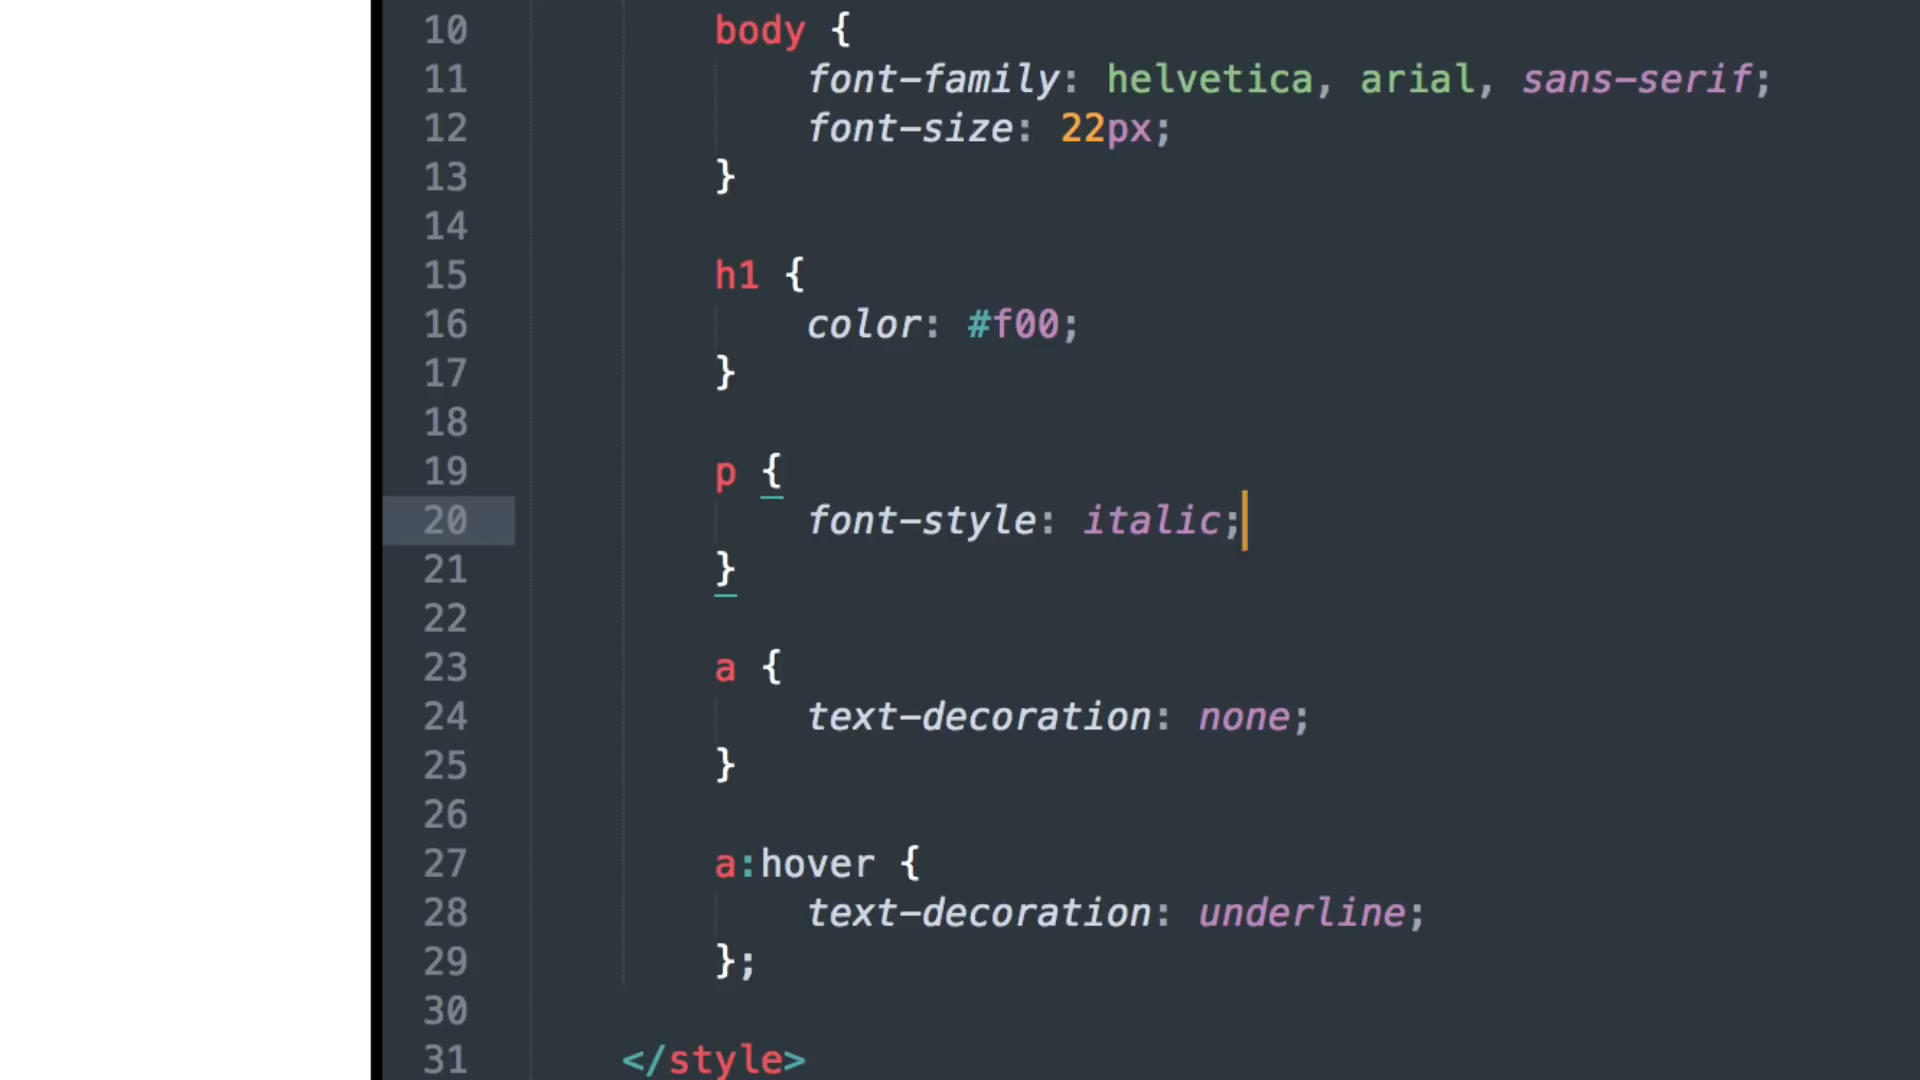 10 body {
11 font-family: helvetica, arial, sans-serif;
12 font-size: 22px;
13 }
14
15 h1 {
16 color: #f00;
17 }
18
19 p {
20 font-style: italic;
21 }
22
23 a {
24 text-decoration: none;
25 }
26
27 a:hover {
28 text-decoration: underline;
29 };
30
31 </style>